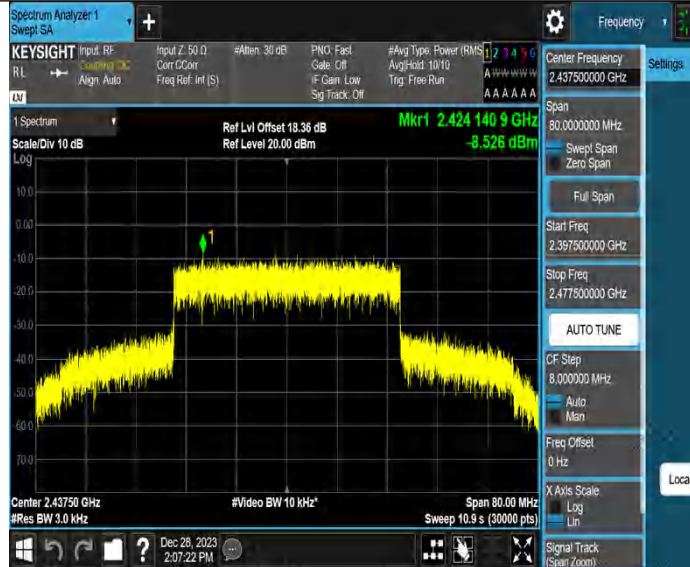 Spectrum Analyzer 1
Swept SA
+
Frequency
KEYSIGHT
RL
Input: RF
Coupling: DC
Align: Auto
Input Z: 50 Ω
Corr CCorr
Freq Ref: Int (S)
#Atten: 30 dB
PNO: Fast
Gate: Off
IF Gain: Low
Sig Track: Off
#Avg Type: Power (RMS
Avg|Hold: 10/10
Trig: Free Run
1 2 3 4 5 6
A W W W W W
A A A A A A
LXI
1 Spectrum
Scale/Div 10 dB
Log
Ref Lvl Offset 18.36 dB
Ref Level 20.00 dBm
Mkr1 2.424 140 9 GHz
-8.526 dBm
10.0
0.00
-10.0
-20.0
-30.0
-40.0
-50.0
-60.0
-70.0
1
Center 2.43750 GHz
#Res BW 3.0 kHz
#Video BW 10 kHz*
Span 80.00 MHz
Sweep 10.9 s (30000 pts)
Dec 28, 2023
2:07:22 PM
Center Frequency
2.437500000 GHz
Settings
Span
80.0000000 MHz
Swept Span
Zero Span
Full Span
Start Freq
2.397500000 GHz
Stop Freq
2.477500000 GHz
AUTO TUNE
CF Step
8.000000 MHz
Auto
Man
Freq Offset
0 Hz
X Axis Scale
Log
Lin
Signal Track
(Span Zoom)
Loca